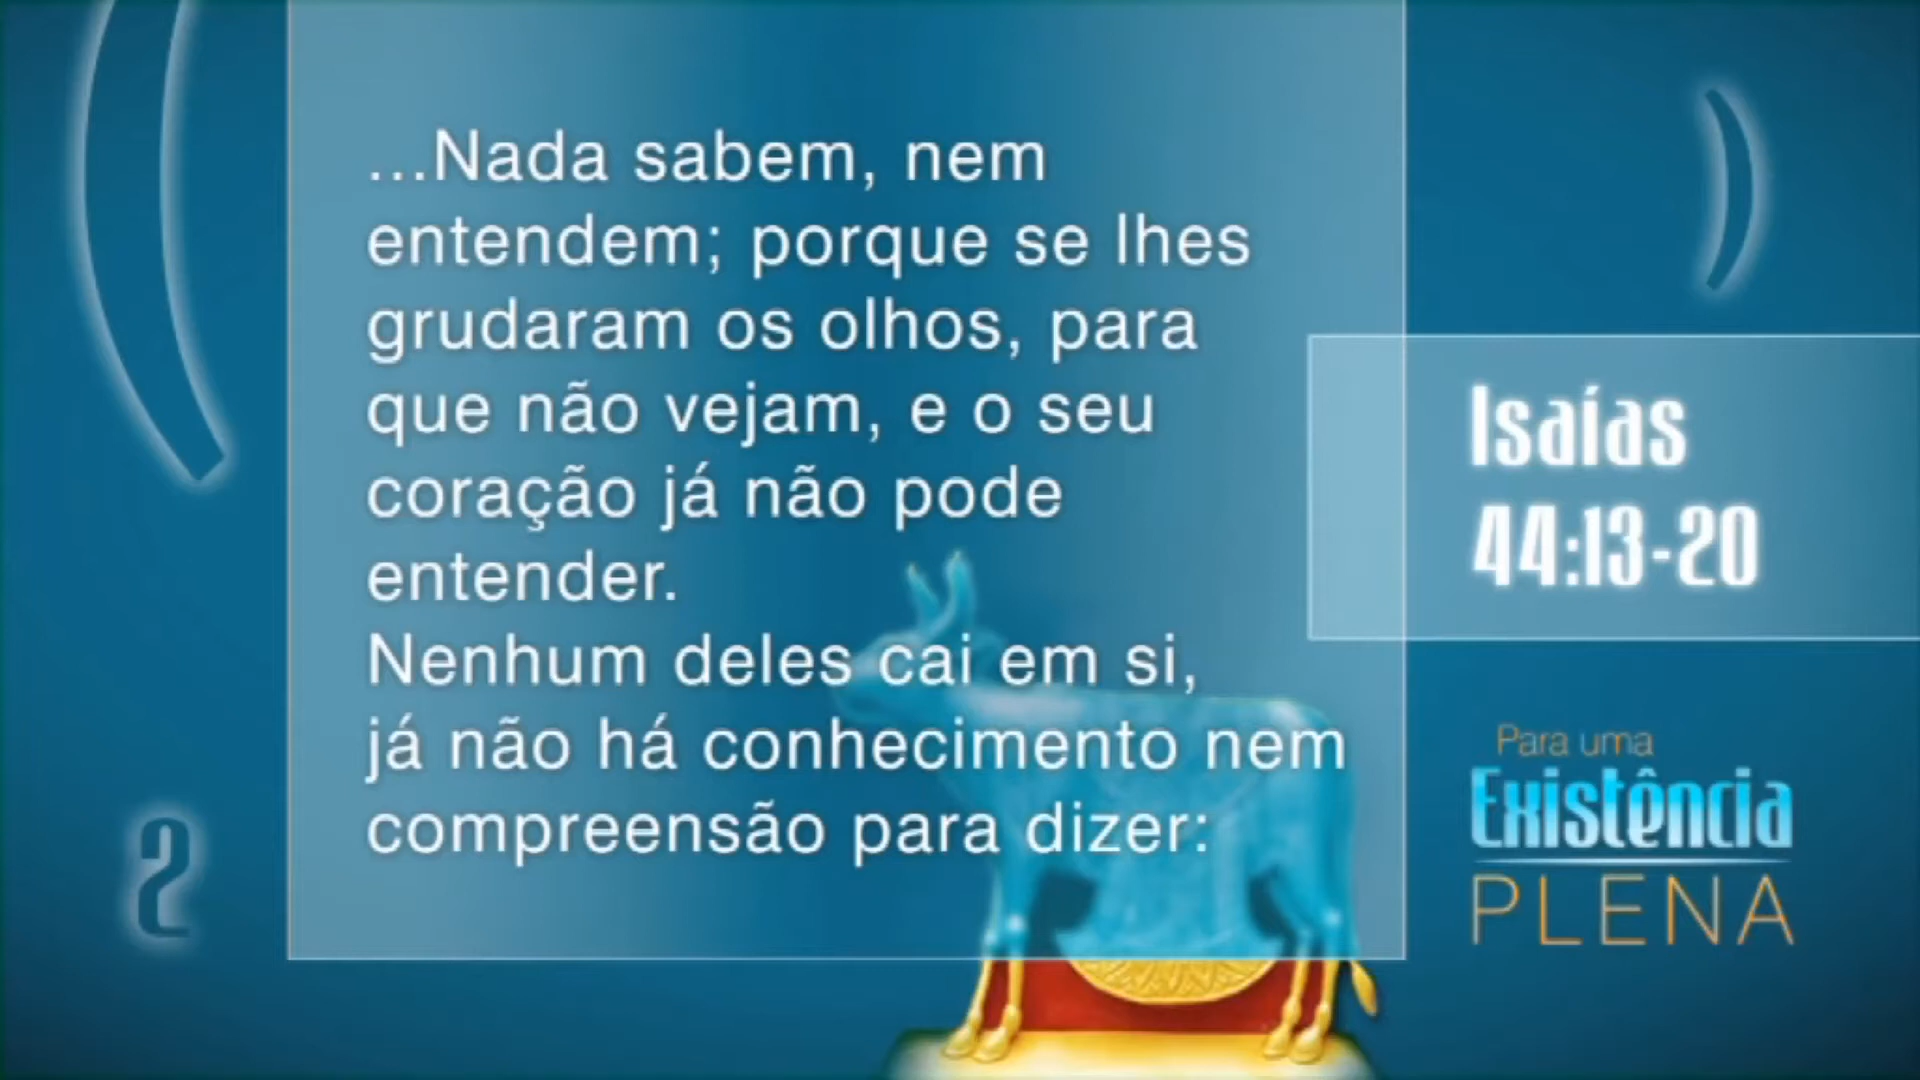 ...Nada sabem, nem
entendem; porque se lhes
grudaram os olhos, para
que não vejam, e o seu
coração já não pode
entender.
Nenhum deles cai em si,
já não há conhecimento nem
compreensão para dizer:
Isaías
44:13-20
Para uma
Existência
PLENA
2